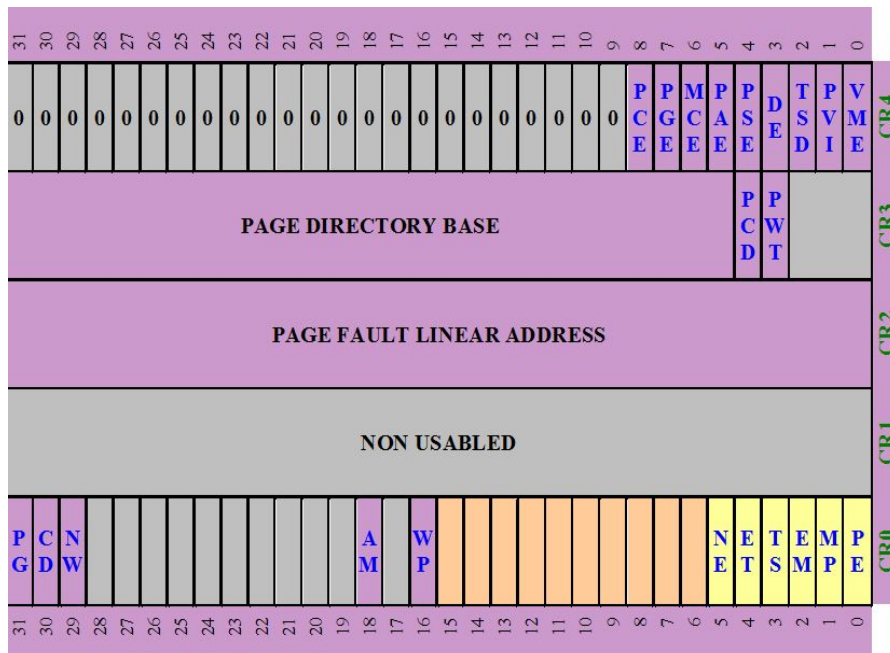 31 30 29 28 27 26 25 24 23 22 21 20 19 18 17 16 15 14 13 12 11 10 9 8 7 6 5 4 3 2 1 0
0 0 0 0 0 0 0 0 0 0 0 0 0 0 0 0 0 0 0 0 0 0 0 PCE PGE MCE PAE PSE DE TSD PVI VME CR4
PAGE DIRECTORY BASE PCD PWT CR3
PAGE FAULT LINEAR ADDRESS CR2
NON USABLED CR1
PG CD NW AM WP NE ET TS EM MP PE CR0
31 30 29 28 27 26 25 24 23 22 21 20 19 18 17 16 15 14 13 12 11 10 9 8 7 6 5 4 3 2 1 0